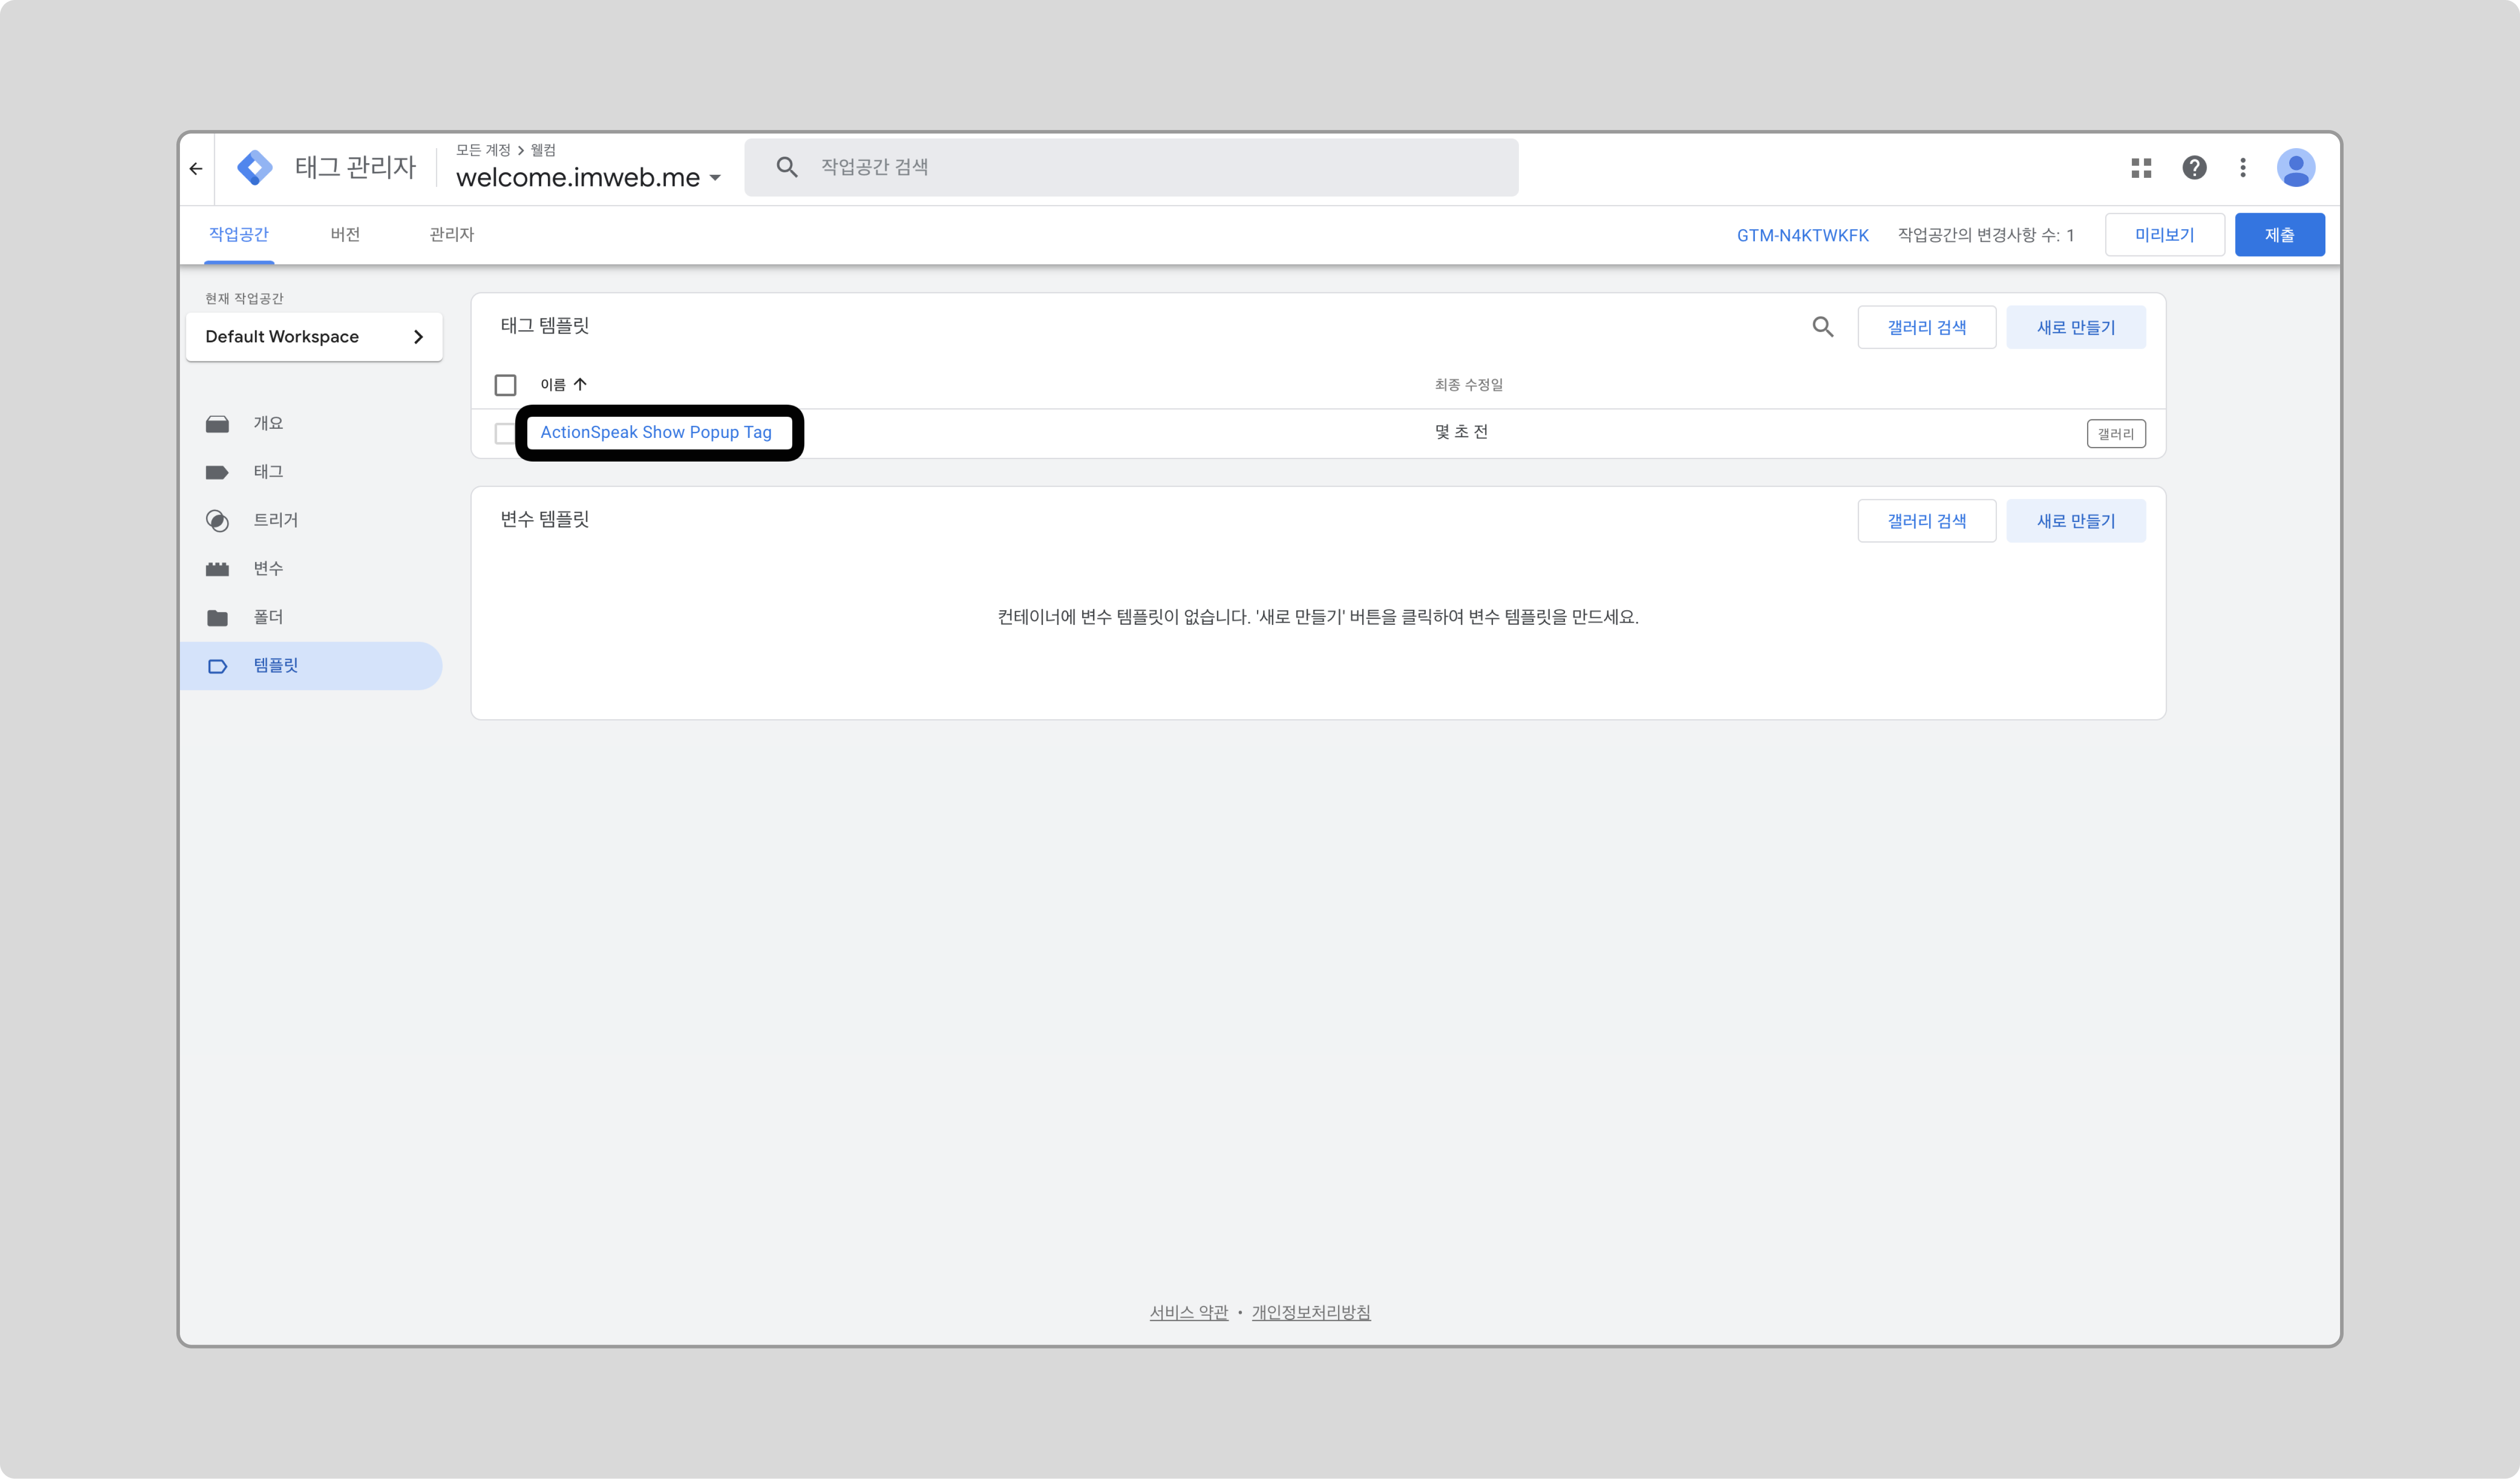 태그 관리자
모든 계정 > 웰컴
welcome.imweb.me
작업공간 검색
작업공간
버전
관리자
GTM-N4KTWKFK
작업공간의 변경사항 수: 1
미리보기
제출
현재 작업공간
Default Workspace
개요
태그
트리거
변수
폴더
템플릿
태그 템플릿
갤러리 검색
새로 만들기
이름
최종 수정일
ActionSpeak Show Popup Tag
몇 초 전
갤러리
변수 템플릿
갤러리 검색
새로 만들기
컨테이너에 변수 템플릿이 없습니다. '새로 만들기' 버튼을 클릭하여 변수 템플릿을 만드세요.
서비스 약관 • 개인정보처리방침